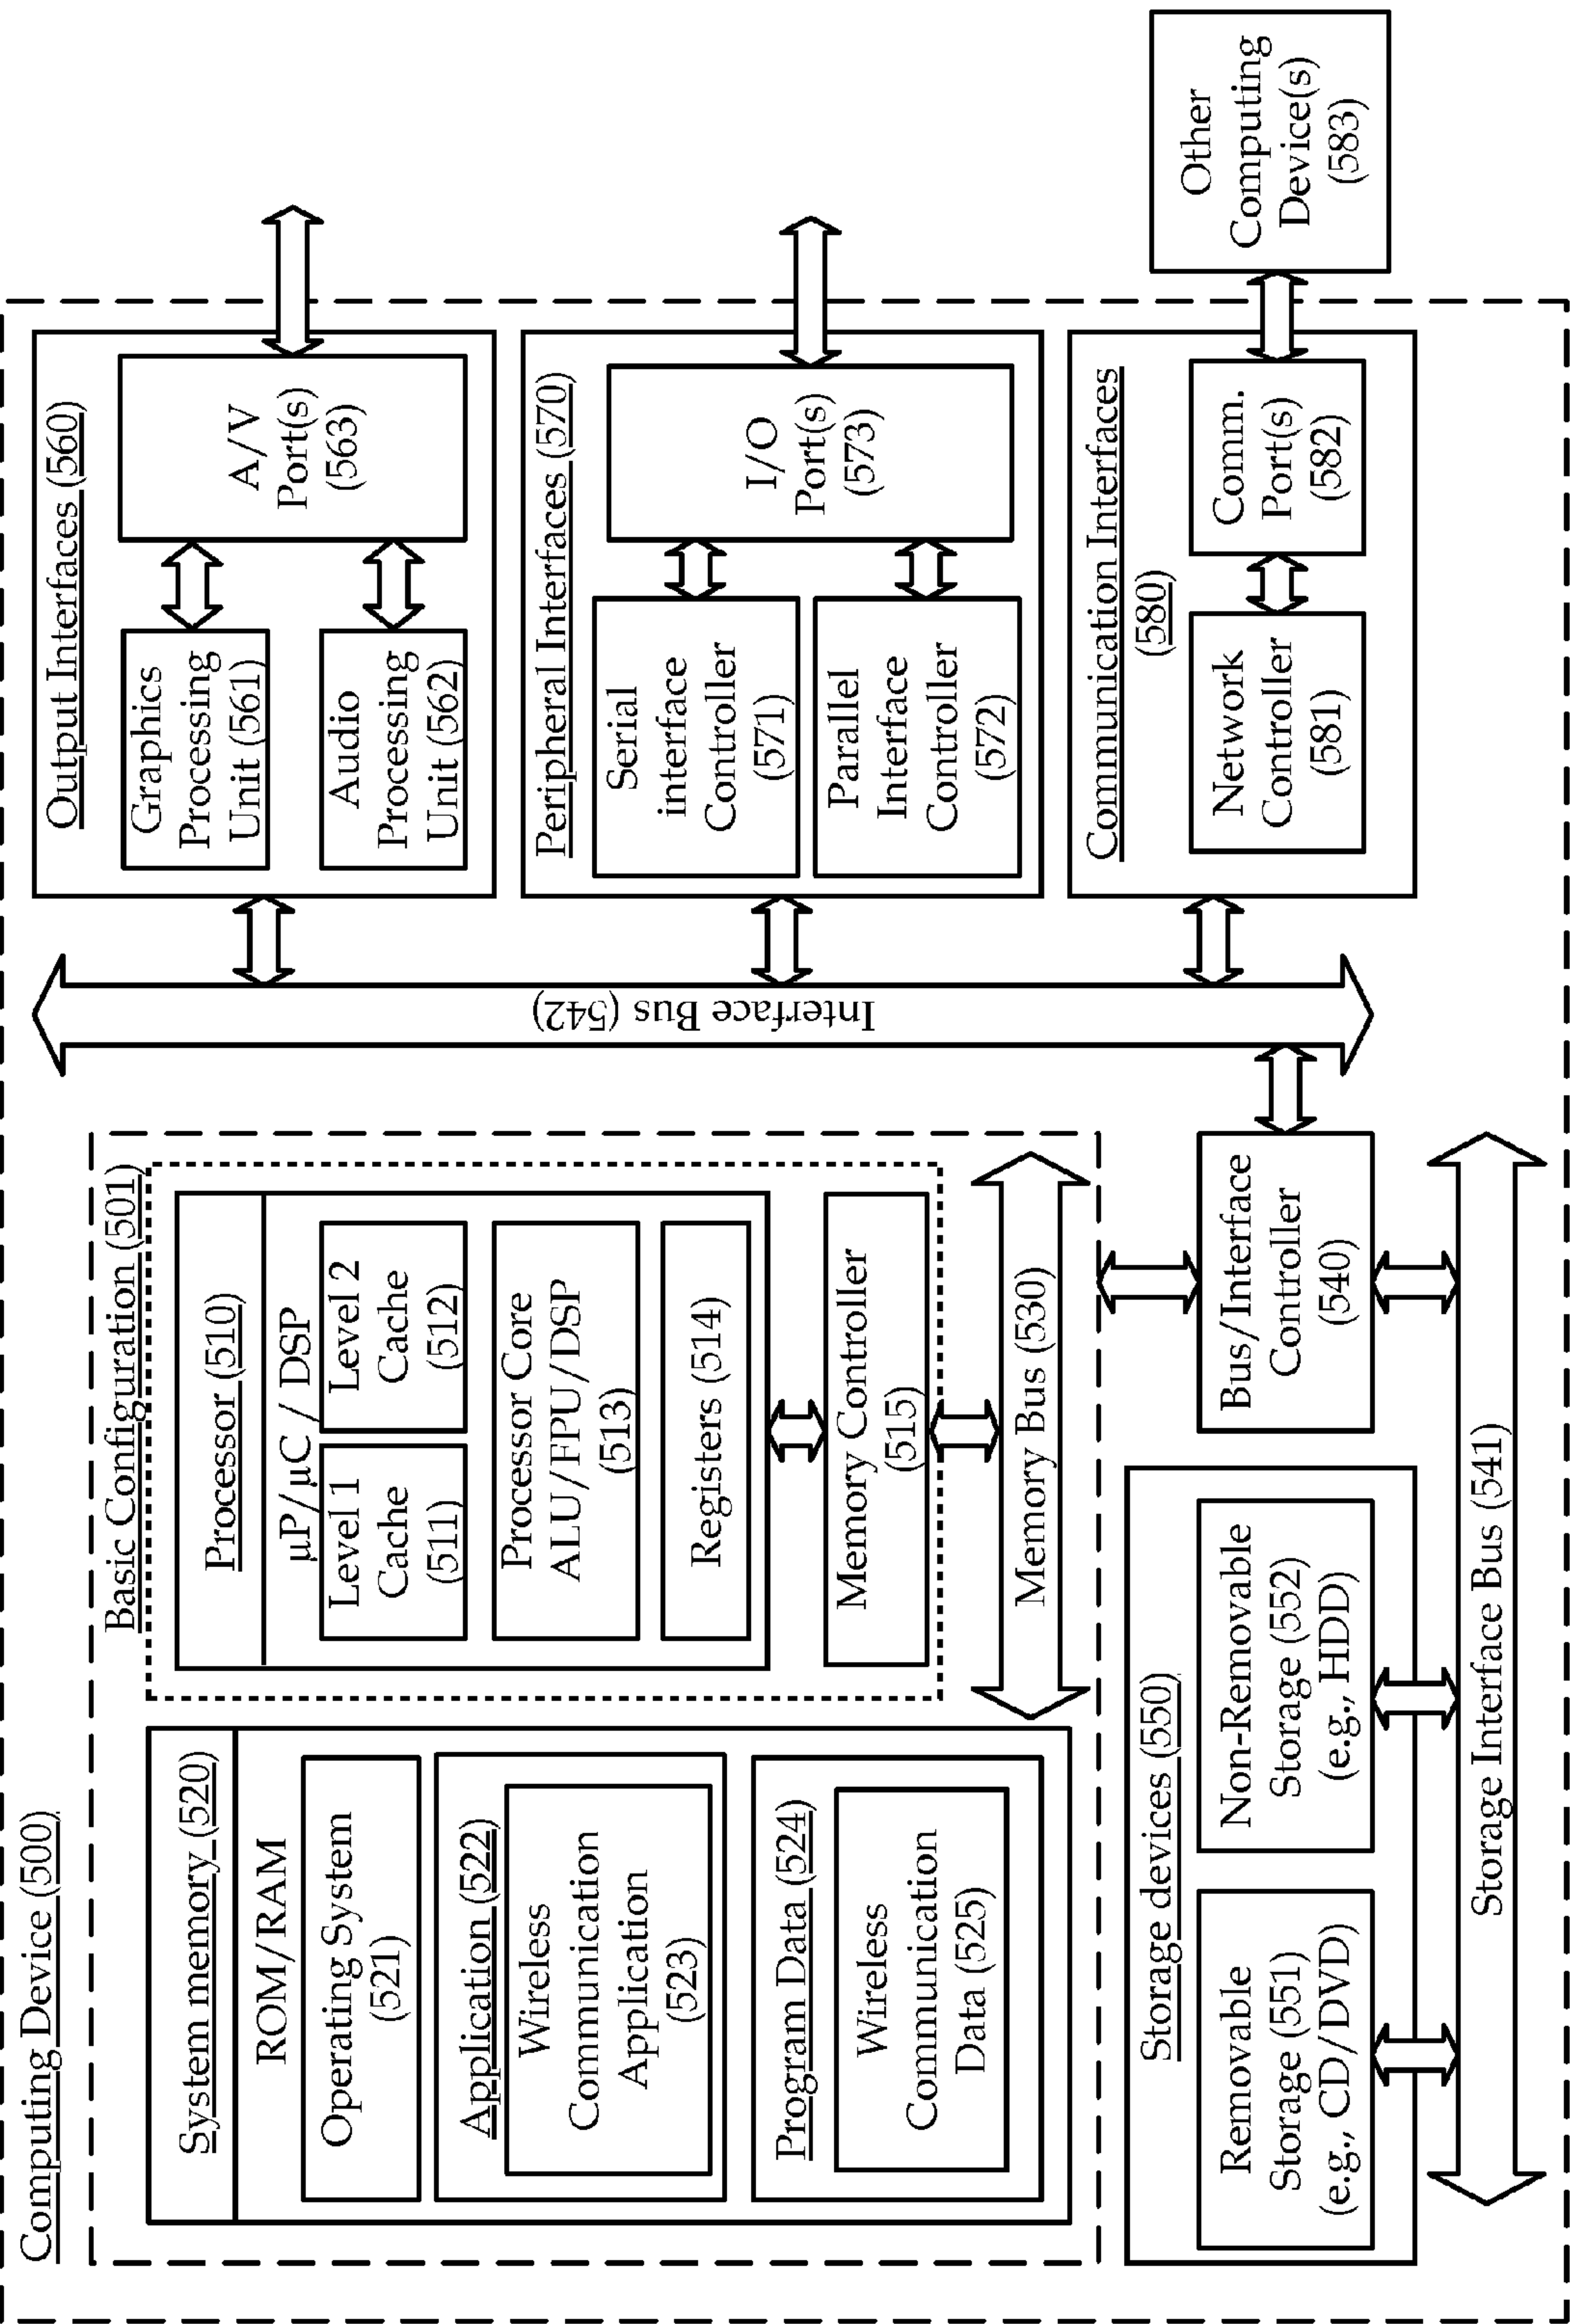 Computing Device (500)
Basic Configuration (501)
System memory (520)
ROM/RAM
Operating System
(521)
Application (522)
Wireless
Communication
Application
(523)
Program Data (524)
Wireless
Communication
Data (525)
Processor (510)
µP/µC / DSP
Level 1
Cache
(511)
Level 2
Cache
(512)
Processor Core
ALU/FPU/DSP
(513)
Registers (514)
Memory Controller
(515)
Memory Bus (530)
Bus/Interface
Controller
(540)
Storage devices (550)
Removable
Storage (551)
(e.g., CD/DVD)
Non-Removable
Storage (552)
(e.g., HDD)
Storage Interface Bus (541)
Interface Bus (542)
Output Interfaces (560)
Graphics
Processing
Unit (561)
Audio
Processing
Unit (562)
A/V
Port(s)
(563)
Peripheral Interfaces (570)
Serial
interface
Controller
(571)
Parallel
Interface
Controller
(572)
I/O
Port(s)
(573)
Communication Interfaces
(580)
Network
Controller
(581)
Comm.
Port(s)
(582)
Other
Computing
Device(s)
(583)